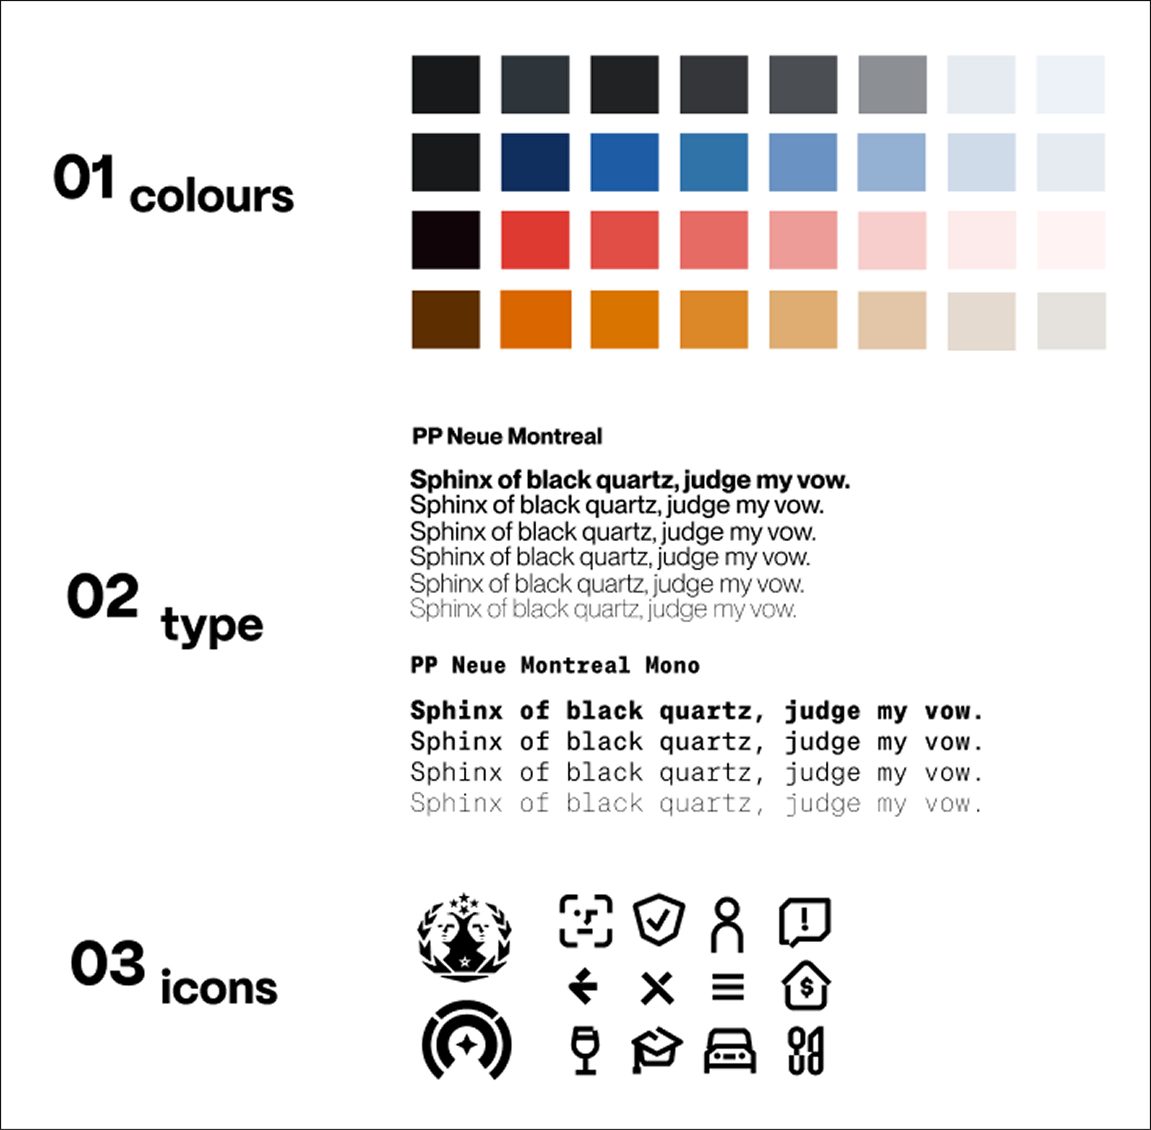 01 colours
PP Neue Montreal
Sphinx of black quartz, judge my vow.
Sphinx of black quartz, judge my vow.
Sphinx of black quartz, judge my vow.
Sphinx of black quartz, judge my vow.
Sphinx of black quartz, judge my vow.
Sphinx of black quartz, judge my vow.
02 type
PP Neue Montreal Mono
Sphinx of black quartz, judge my vow.
Sphinx of black quartz, judge my vow.
Sphinx of black quartz, judge my vow.
Sphinx of black quartz, judge my vow.
03 icons
!
$